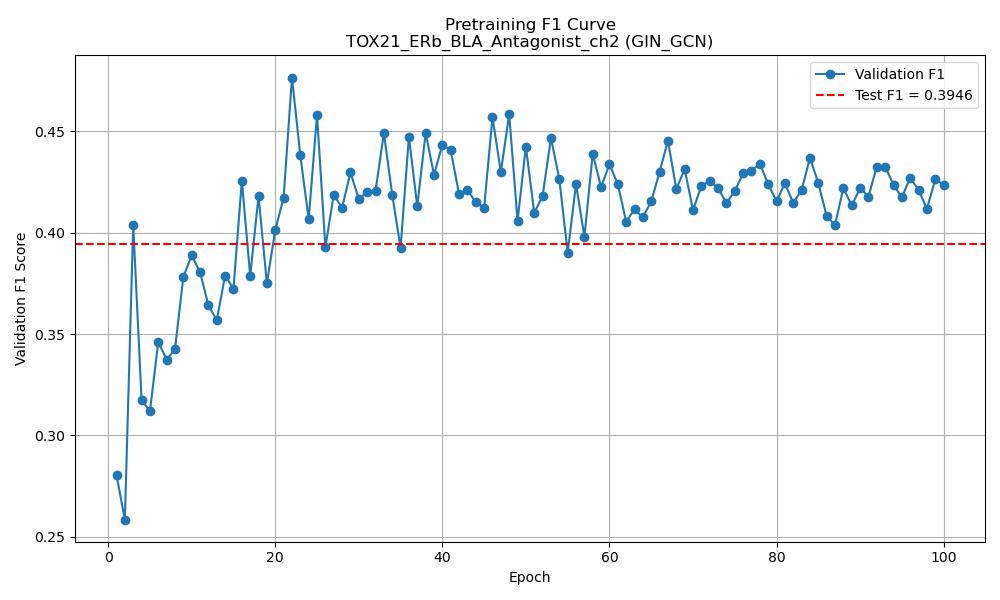 Pretraining F1 Curve
TOX21_ERb_BLA_Antagonist_ch2 (GIN_GCN)
Validation F1
Test F1 = 0.3946
Validation F1 Score
0.45
0.40
0.35
0.30
0.25
0 20 40 60 80 100
Epoch